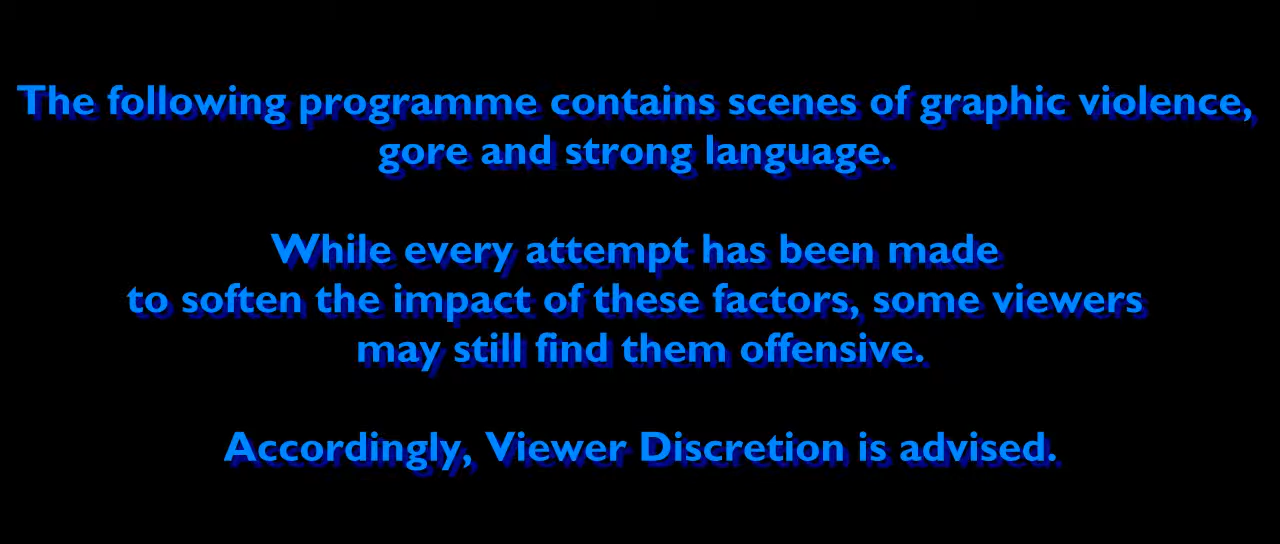 The following programme contains scenes of graphic violence,
gore and strong language.
While every attempt has been made
to soften the impact of these factors, some viewers
may still find them offensive.
Accordingly, Viewer Discretion is advised.